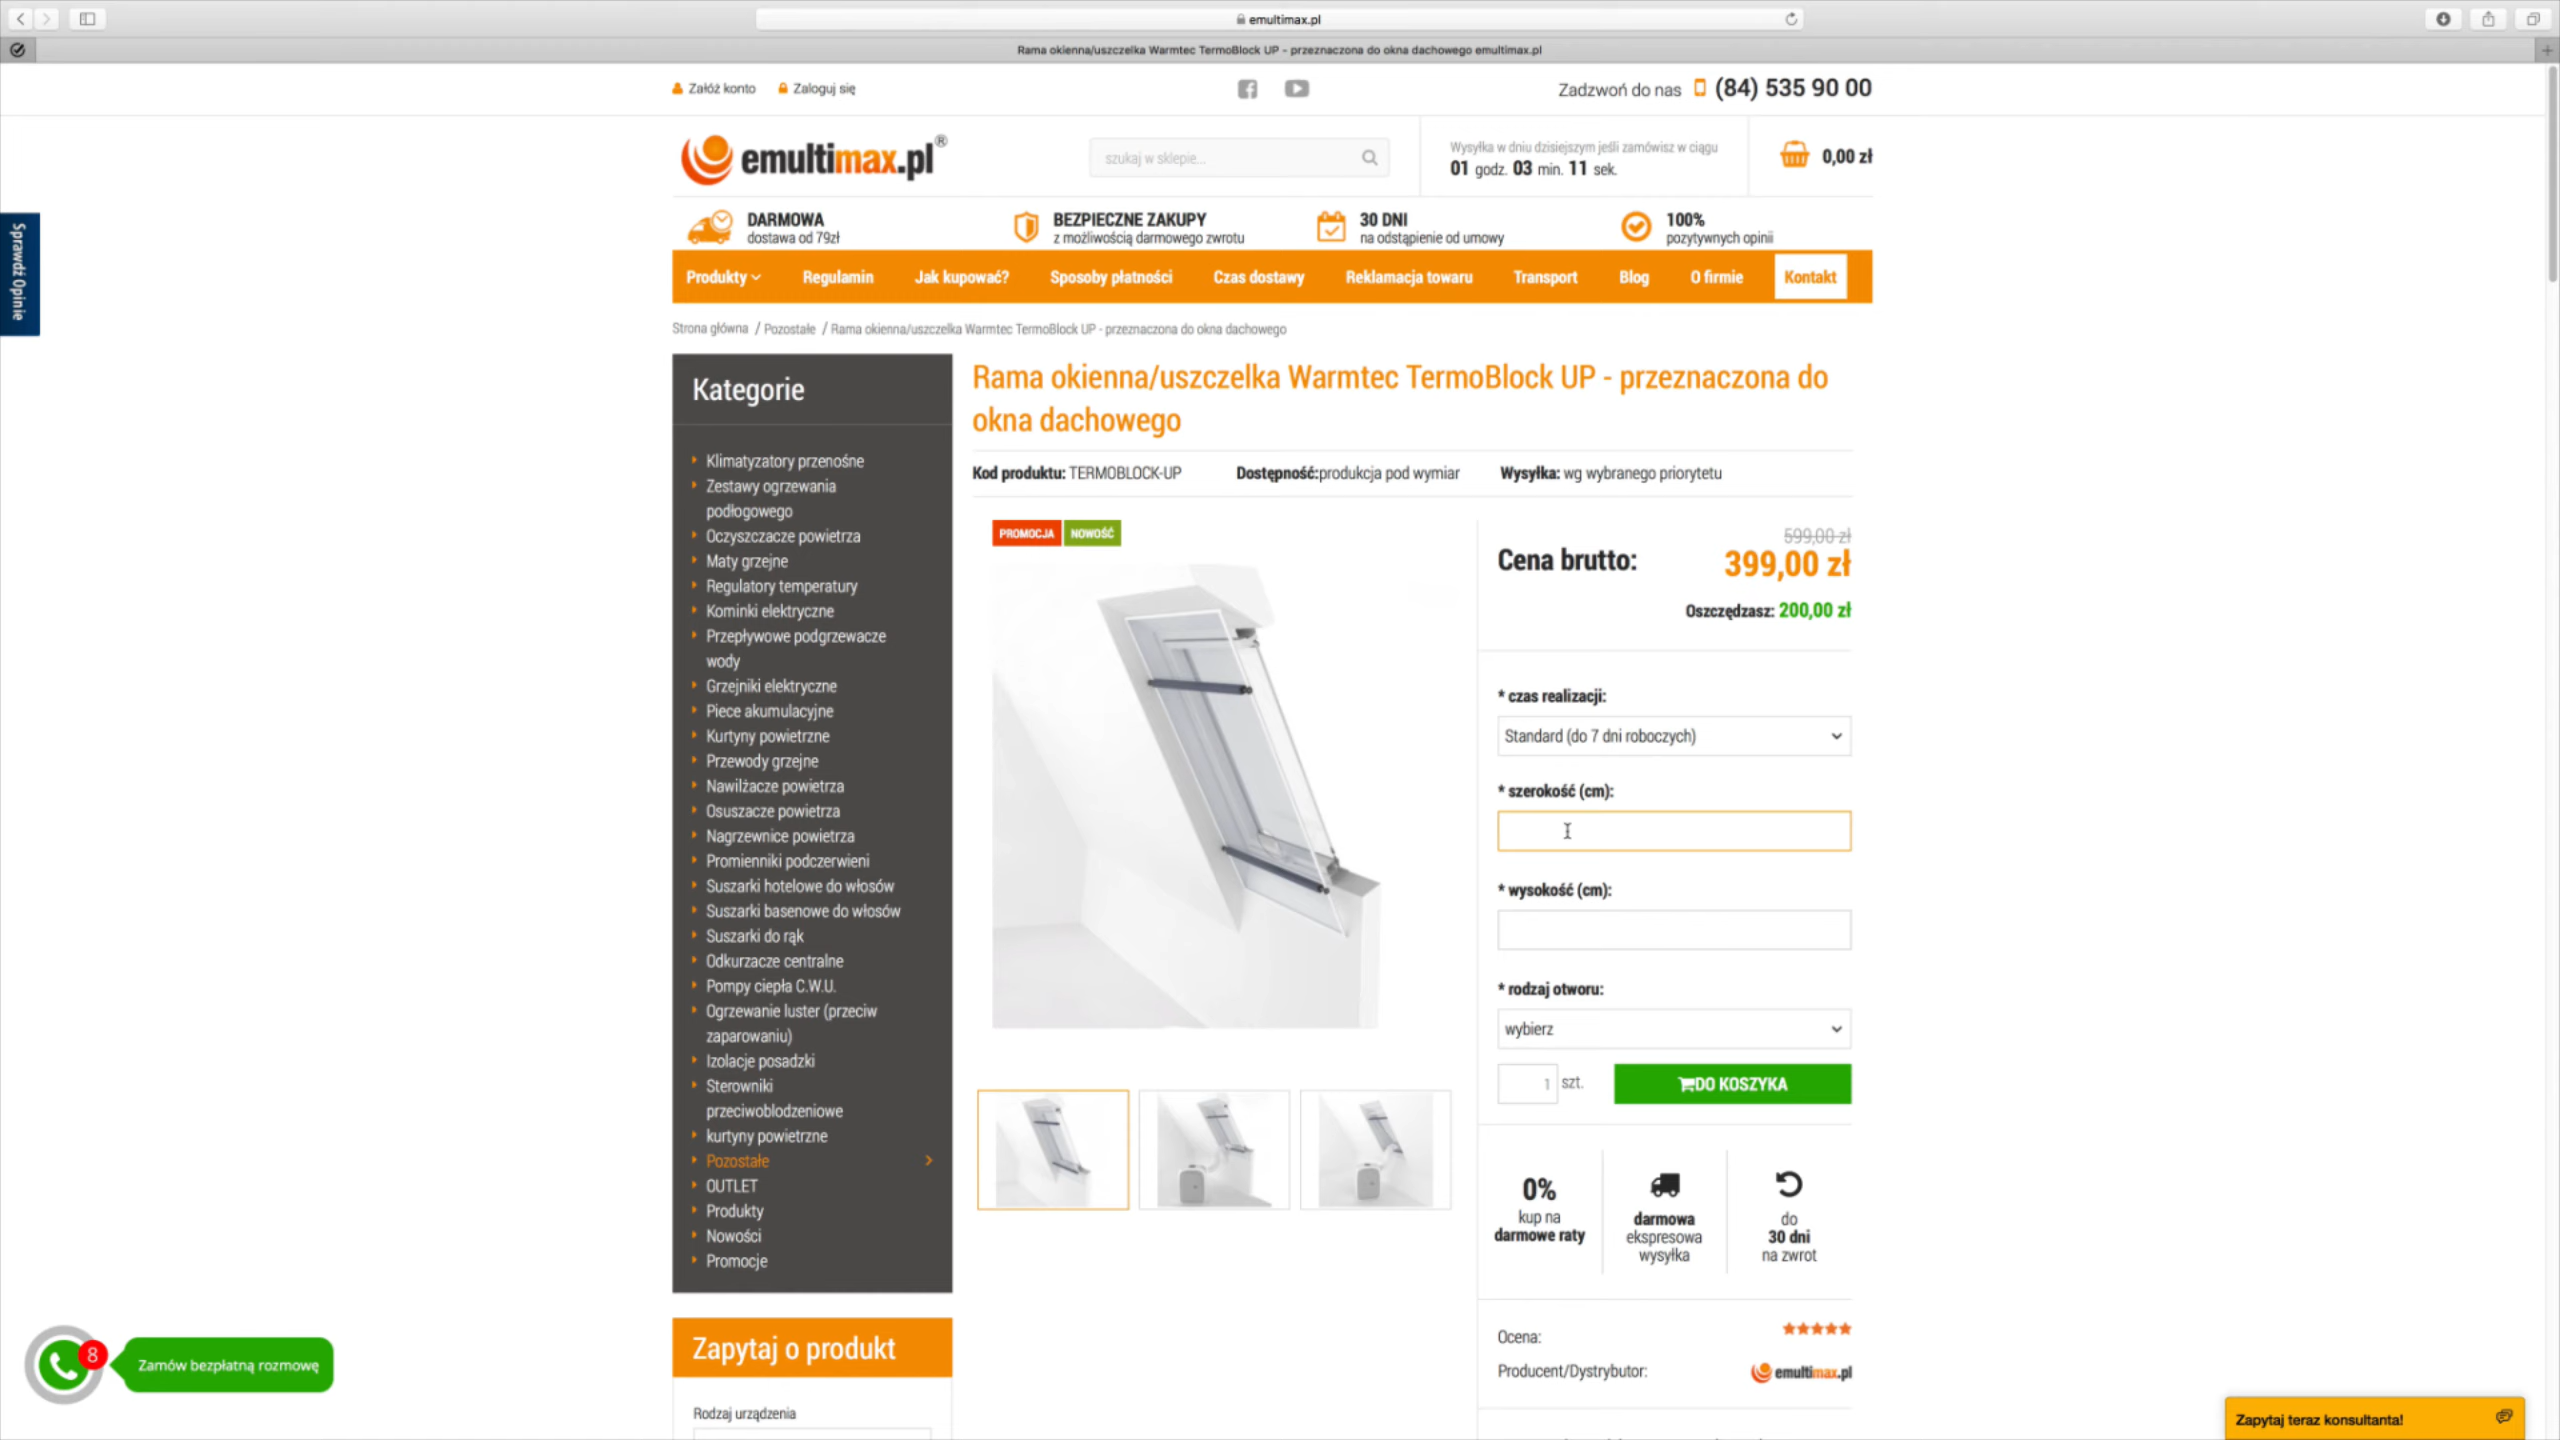 emultimax.pl
Rama okienna/uszczelka Warmtec TermoBlock UP - przeznaczona do okna dachowego emultimax.pl
Załóż konto
Zaloguj się
Zadzwoń do nas (84) 535 90 00
emultimax.pl®
szukaj w sklepie...
Wysyłka w dniu dzisiejszym jeśli zamówisz w ciągu
01 godz. 03 min. 11 sek.
0,00 zł
DARMOWA
dostawa od 79zł
BEZPIECZNE ZAKUPY
z możliwością darmowego zwrotu
30 DNI
na odstąpienie od umowy
100%
pozytywnych opinii
Sprawdź Opinie
Produkty Regulamin Jak kupować? Sposoby płatności Czas dostawy Reklamacja towaru Transport Blog O firmie Kontakt
Strona główna / Pozostałe / Rama okienna/uszczelka Warmtec TermoBlock UP - przeznaczona do okna dachowego
Kategorie
Klimatyzatory przenośne
Zestawy ogrzewania
podłogowego
Oczyszczacze powietrza
Maty grzejne
Regulatory temperatury
Kominki elektryczne
Przepływowe podgrzewacze
wody
Grzejniki elektryczne
Piece akumulacyjne
Kurtyny powietrzne
Przewody grzejne
Nawilżacze powietrza
Osuszacze powietrza
Nagrzewnice powietrza
Promienniki podczerwieni
Suszarki hotelowe do włosów
Suszarki basenowe do włosów
Suszarki do rąk
Odkurzacze centralne
Pompy ciepła C.W.U.
Ogrzewanie luster (przeciw
zaparowaniu)
Izolacje posadzki
Sterowniki
przeciwoblodzeniowe
kurtyny powietrzne
Pozostałe
OUTLET
Produkty
Nowości
Promocje
Zapytaj o produkt
Rodzaj urządzenia
Rama okienna/uszczelka Warmtec TermoBlock UP - przeznaczona do
okna dachowego
Kod produktu: TERMOBLOCK-UP
Dostępność:produkcja pod wymiar
Wysyłka: wg wybranego priorytetu
PROMOCJA
NOWOŚĆ
599,00 zł
Cena brutto: 399,00 zł
Oszczędzasz: 200,00 zł
* czas realizacji:
Standard (do 7 dni roboczych)
* szerokość (cm):
* wysokość (cm):
* rodzaj otworu:
wybierz
1 szt.
DO KOSZYKA
0%
kup na
darmowe raty
darmowa
ekspresowa
wysyłka
do
30 dni
na zwrot
Ocena:
Producent/Dystrybutor: emultimax.pl
8
Zamów bezpłatną rozmowę
Zapytaj teraz konsultanta!